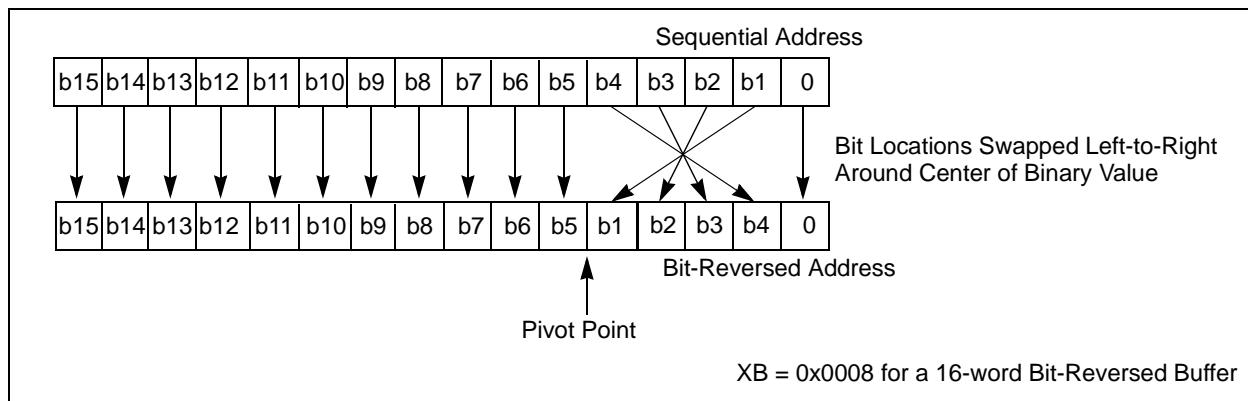 Sequential Address
b15 b14 b13 b12 b11 b10 b9 b8 b7 b6 b5 b4 b3 b2 b1 0
Bit Locations Swapped Left-to-Right
Around Center of Binary Value
b15 b14 b13 b12 b11 b10 b9 b8 b7 b6 b5 b1 b2 b3 b4 0
Bit-Reversed Address
Pivot Point
XB = 0x0008 for a 16-word Bit-Reversed Buffer